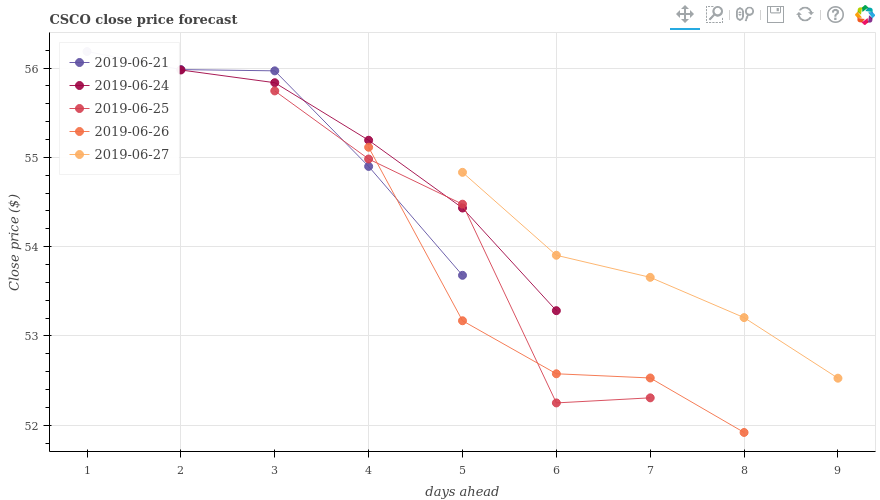 CSCO close price forecast
2019-06-21
2019-06-24
2019-06-25
2019-06-26
2019-06-27
Close price ($)
56
55
54
53
52
1 2 3 4 5 6 7 8 9
days ahead